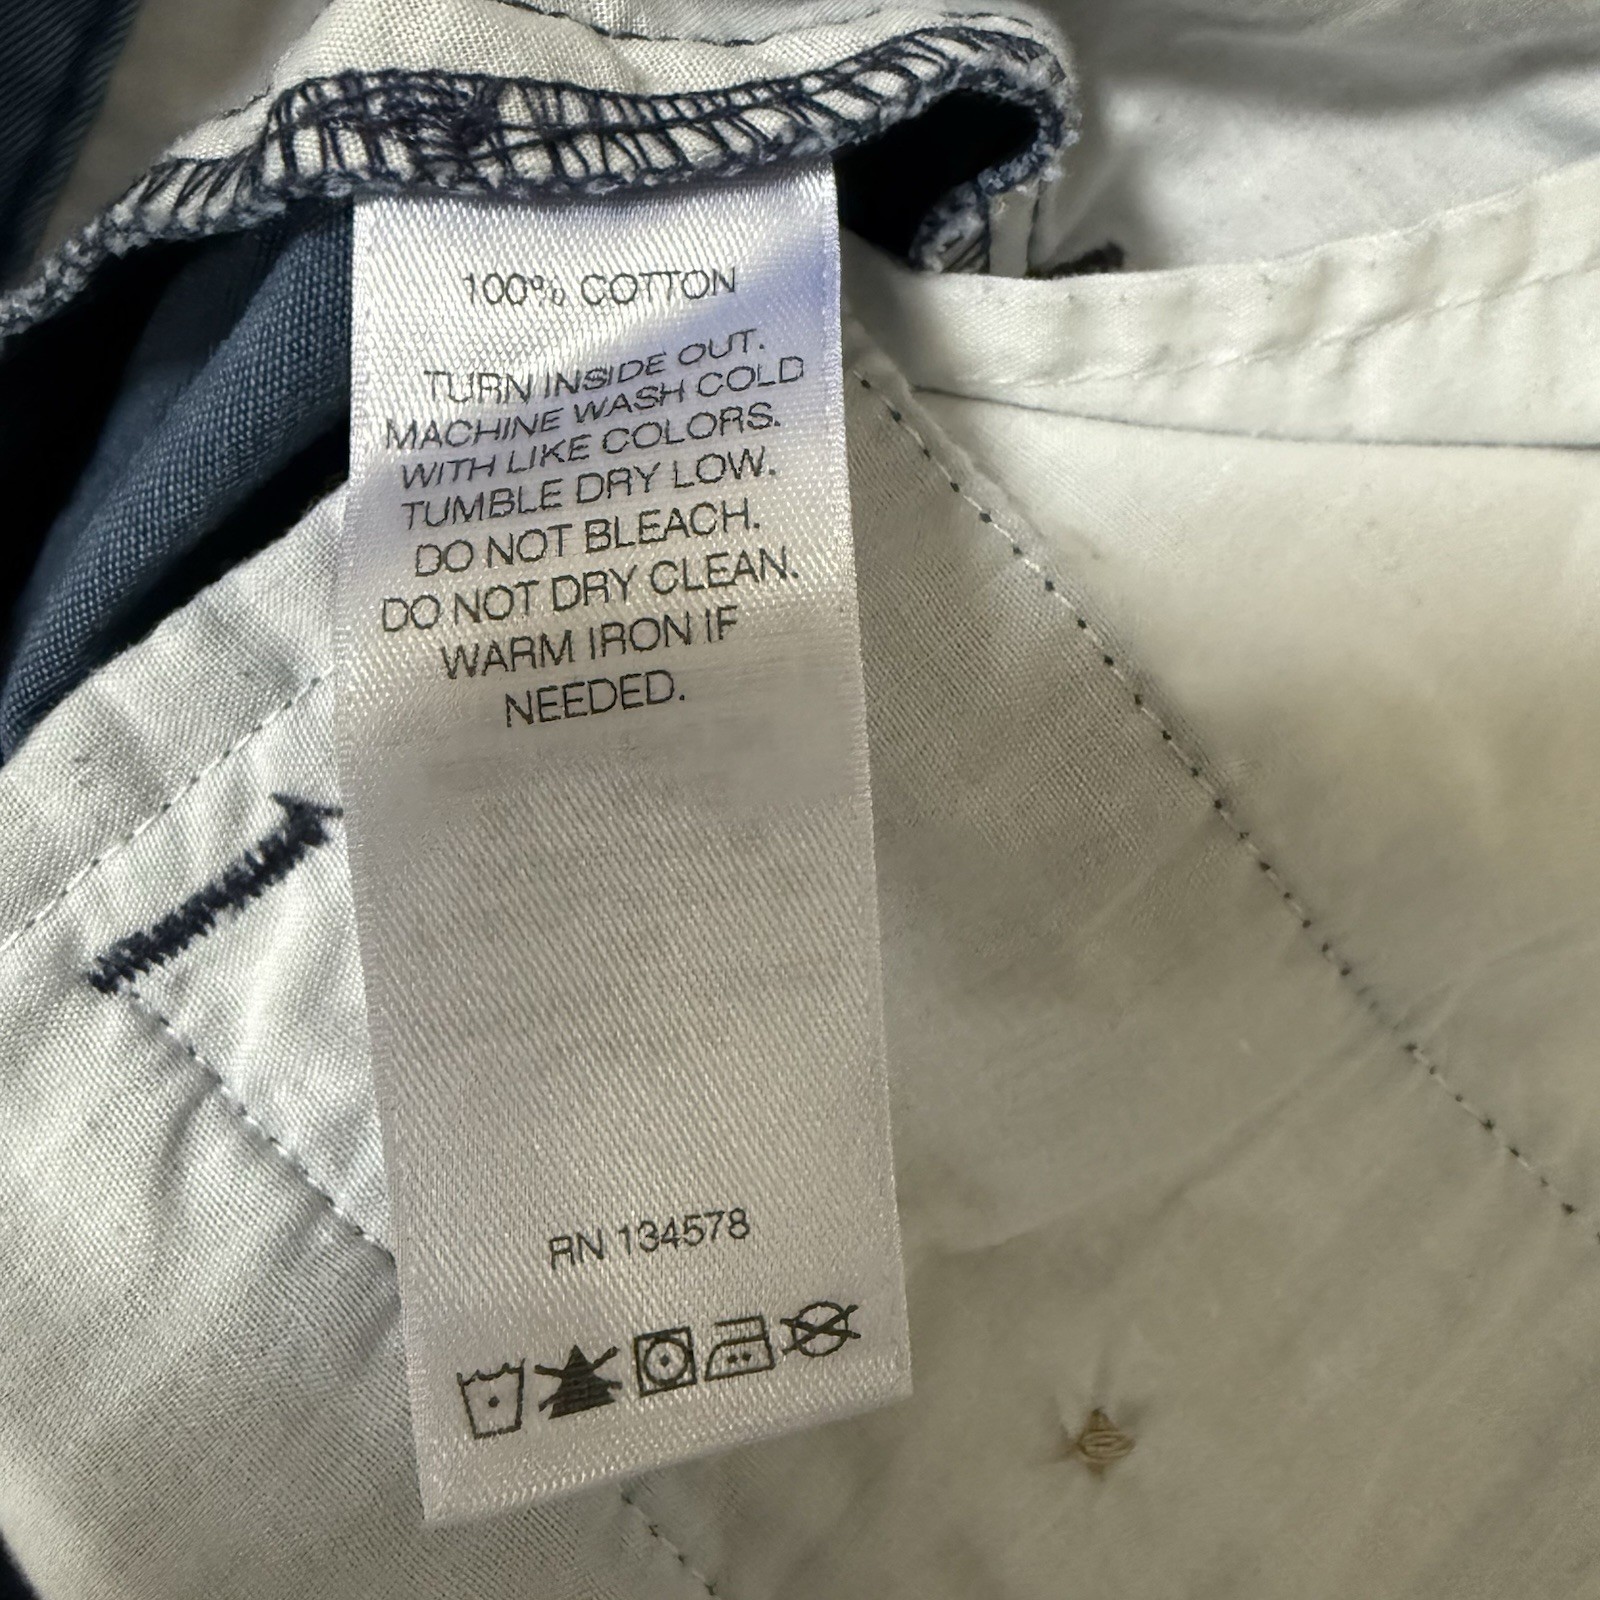 100% COTTON
TURN INSIDE OUT.
MACHINE WASH COLD
WITH LIKE COLORS.
TUMBLE DRY LOW.
DO NOT BLEACH.
DO NOT DRY CLEAN.
WARM IRON IF
NEEDED.
RN 134578